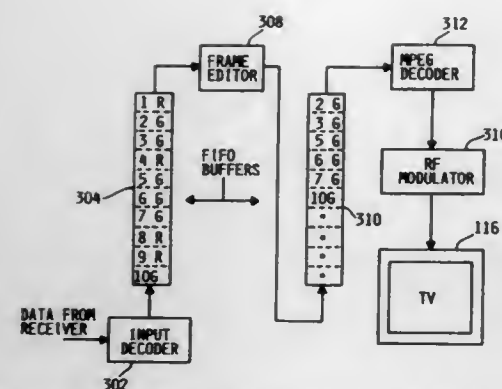 308
FRAME
EDITOR
312
MPEG
DECODER
304
1 R
2 G
3 G
4 R
5 G
6 G
7 G
8 R
9 R
10G
FIFO
BUFFERS
2 G
3 G
5 G
6 G
7 G
10G
310
RF
MODULATOR
116
TV
DATA FROM
RECEIVER
INPUT
DECODER
302